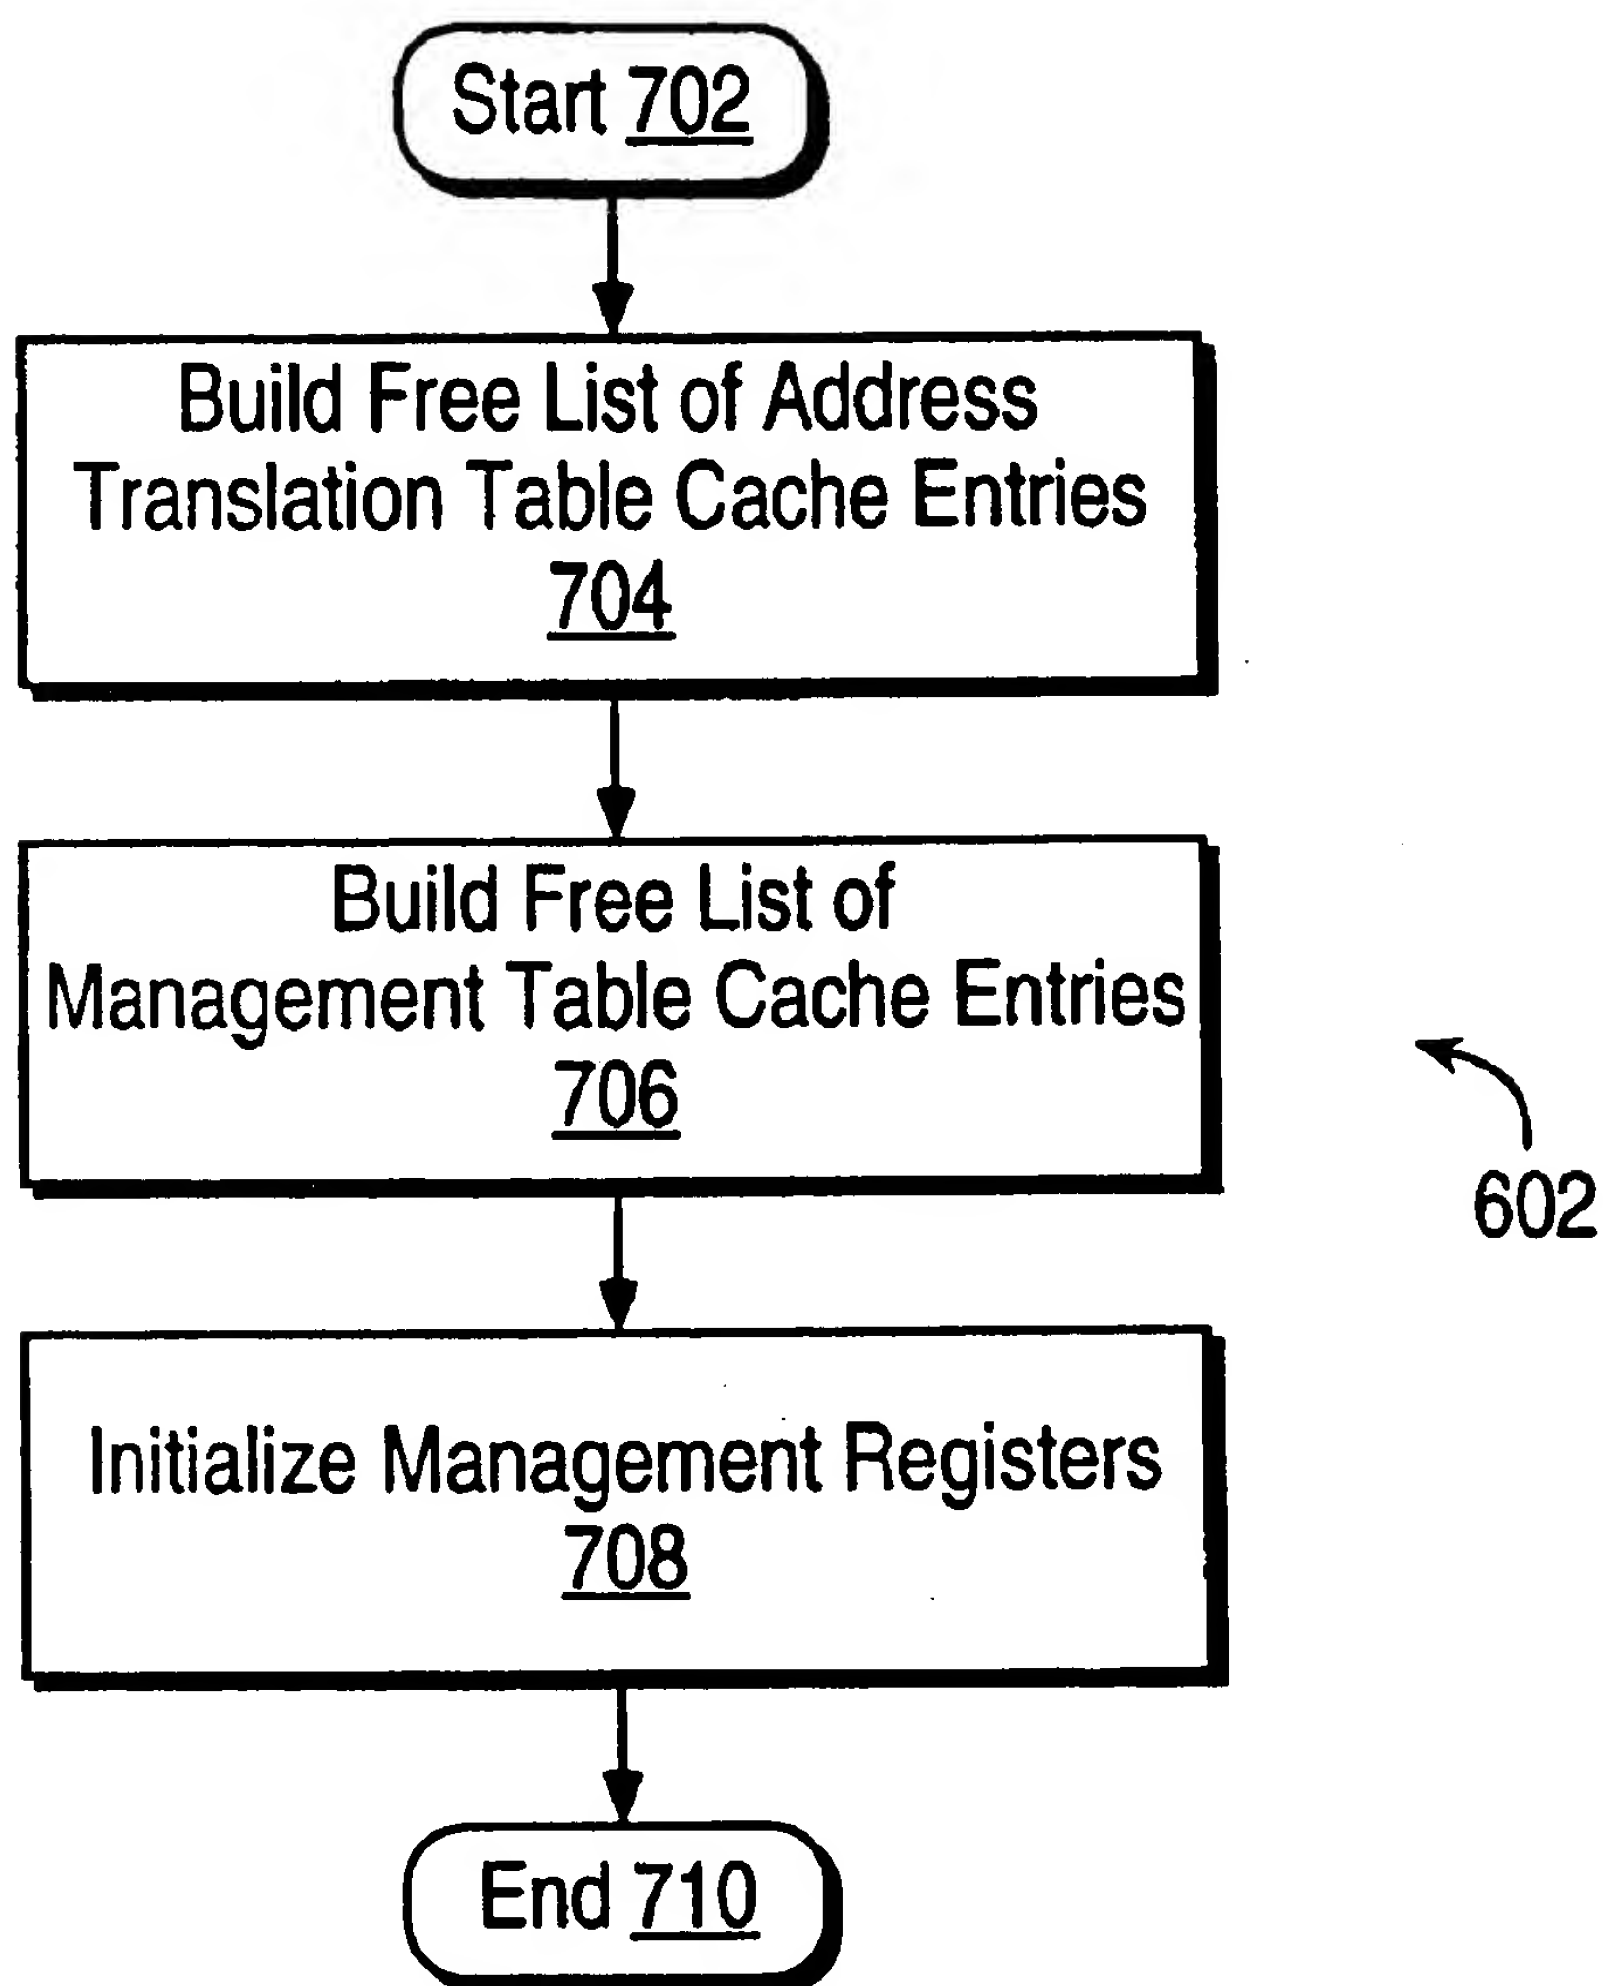 Start 702
Build Free List of Address
Translation Table Cache Entries
704
Build Free List of
Management Table Cache Entries
706
602
Initialize Management Registers
708
End 710